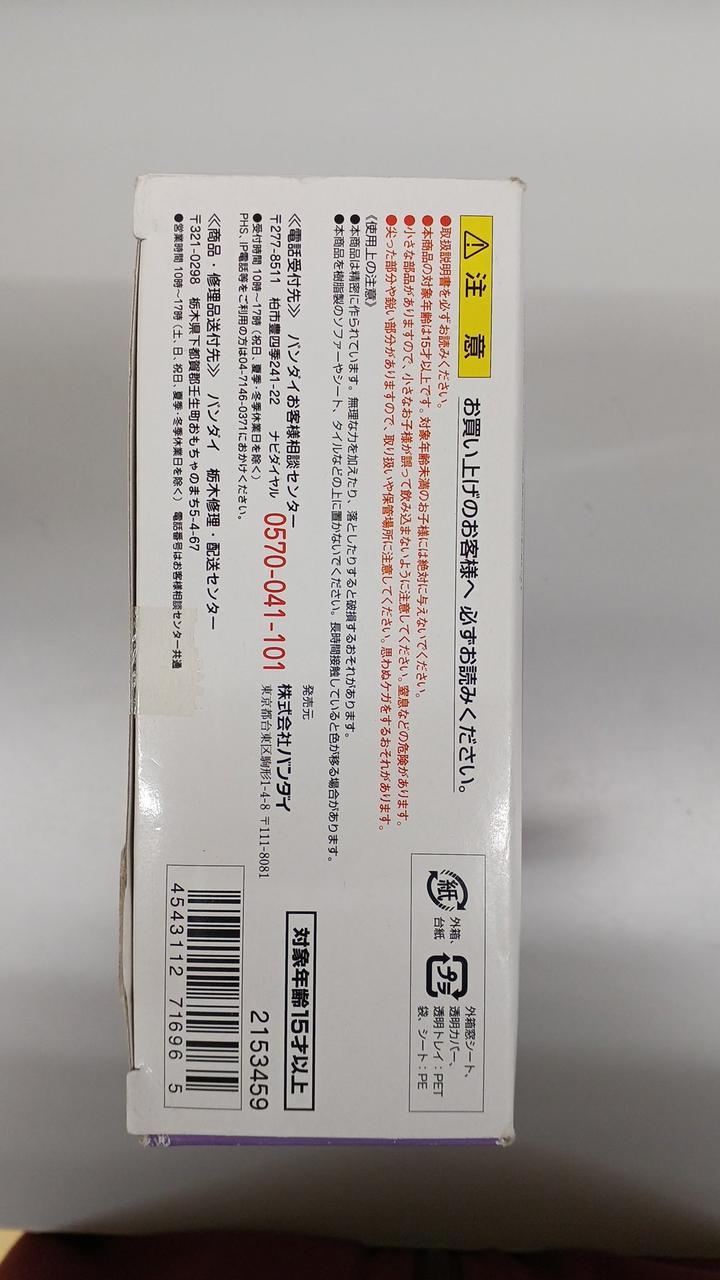 注意 お買い上げのお客様へ 必ずお読みください。
●取扱説明書を必ずお読みください。
●本商品の対象年齢は15才以上です。対象年齢未満のお子様には絶対に与えないでください。
●小さな部品がありますので、小さなお子様が誤って飲み込まないように注意してください。窒息などの危険があります。
●尖った部分や鋭い部分がありますので、取り扱いや保管場所に注意してください。思わぬケガをするおそれがあります。
《使用上の注意》
●本商品は精密に作られています。無理な力を加えたり、落としたりすると破損するおそれがあります。
●本商品を樹脂製のソファーやシート、タイルなどの上に置かないでください。長時間接触していると色が移る場合があります。
《電話受付先》 バンダイお客様相談センター
〒277-8511 柏市豊四季241-22 ナビダイヤル 0570-041-101
●受付時間 10時〜17時(祝日、夏季・冬季休業日を除く)
PHS、IP電話等をご利用の方は04-7146-0371におかけください。
《商品・修理品送付先》 バンダイ 栃木修理・配送センター
〒321-0298 栃木県下都賀郡壬生町おもちゃのまち5-4-67
●営業時間 10時〜17時(土、日、祝日、夏季・冬季休業日を除く) 電話番号はお客様相談センター共通
発売元
株式会社バンダイ
東京都台東区駒形1-4-8 〒111-8081
紙
外箱、
台紙
プラ
外箱窓シート、
透明カバー、
透明トレイ:PET
袋、シート:PE
対象年齢15才以上
2153459
4543112 71696 5